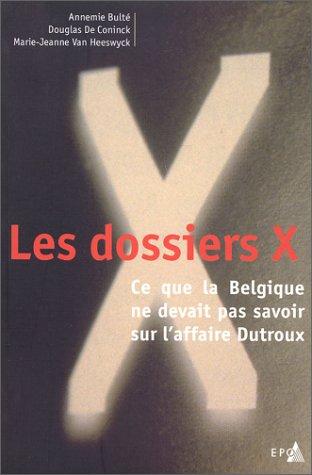 Annemie Bulté
Douglas De Coninck
Marie-Jeanne Van Heeswyck
Les dossiers X
Ce que la Belgique
ne devait pas savoir
sur l'affaire Dutroux
EPO